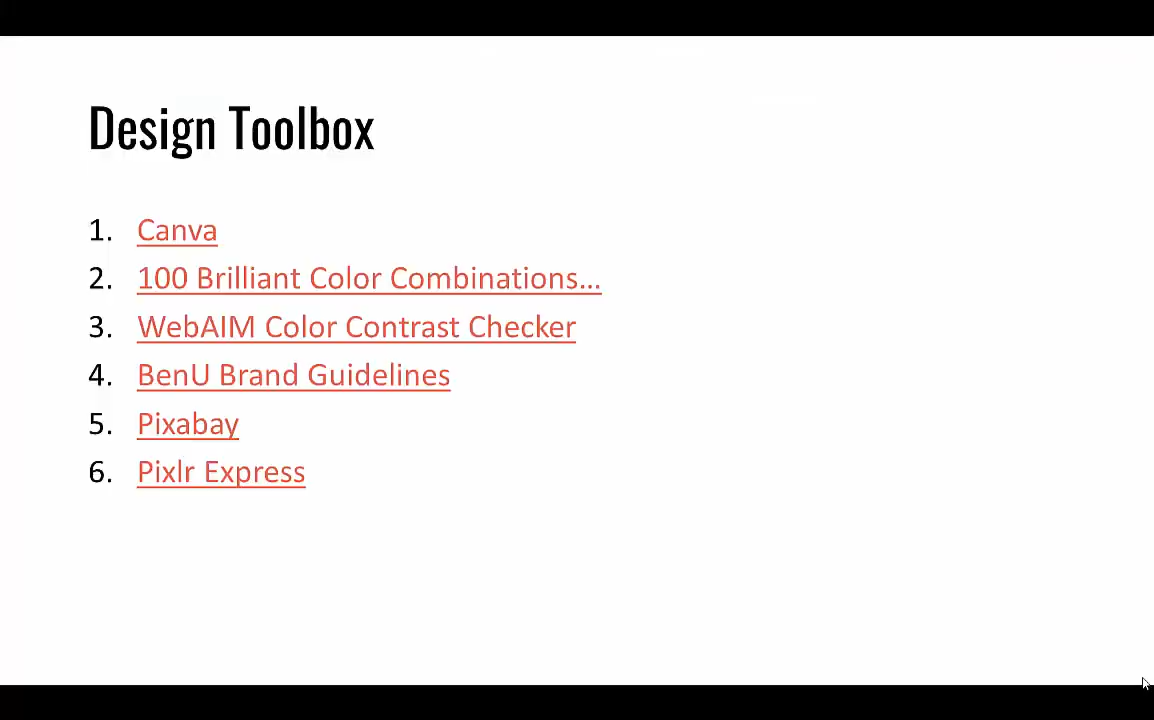 Design Toolbox
1. Canva
2. 100 Brilliant Color Combinations...
3. WebAIM Color Contrast Checker
4. BenU Brand Guidelines
5. Pixabay
6. Pixlr Express